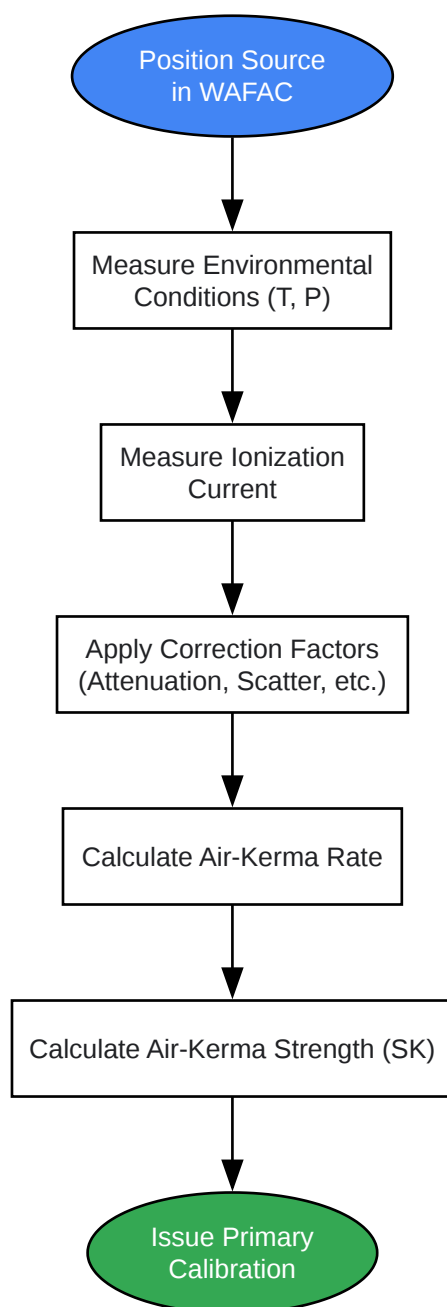 Position Source
in WAFAC
Measure Environmental
Conditions (T, P)
Measure Ionization
Current
Apply Correction Factors
(Attenuation, Scatter, etc.)
Calculate Air-Kerma Rate
Calculate Air-Kerma Strength (SK)
Issue Primary
Calibration